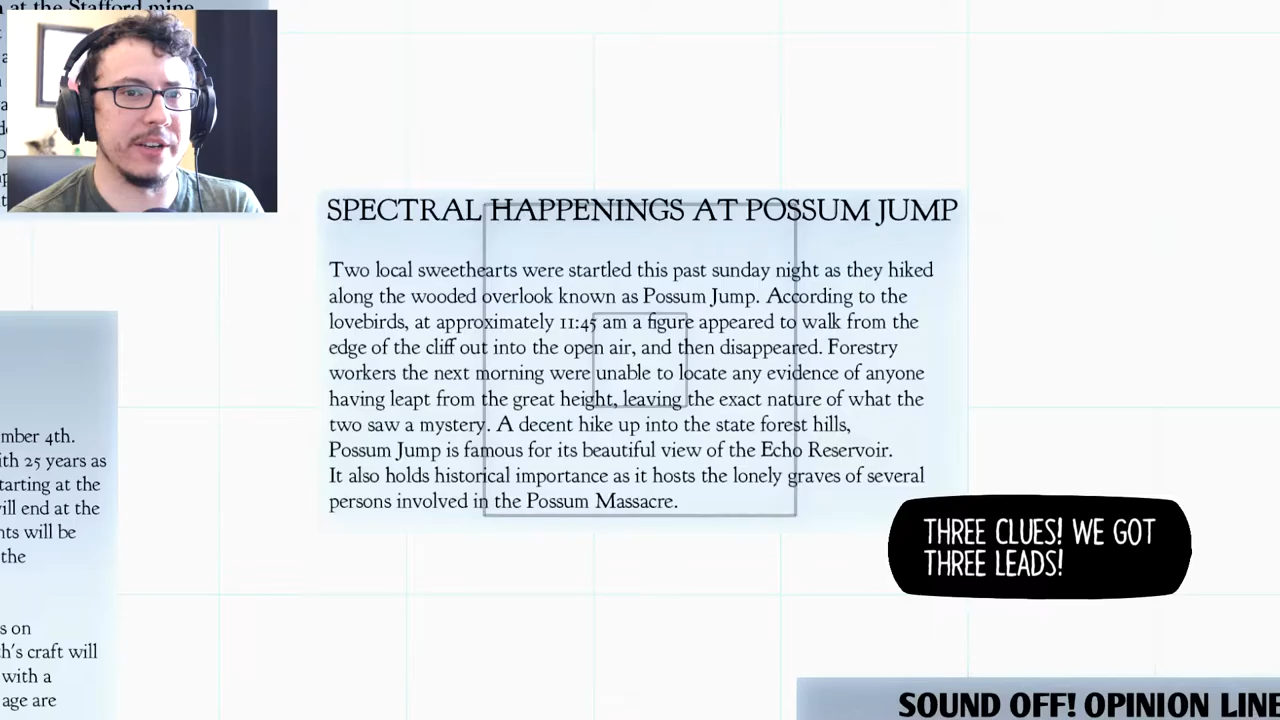 at the Stafford mine
SPECTRAL HAPPENINGS AT POSSUM JUMP
Two local sweethearts were startled this past sunday night as they hiked
along the wooded overlook known as Possum Jump. According to the
lovebirds, at approximately 11:45 am a figure appeared to walk from the
edge of the cliff out into the open air, and then disappeared. Forestry
workers the next morning were unable to locate any evidence of anyone
having leapt from the great height, leaving the exact nature of what the
two saw a mystery. A decent hike up into the state forest hills,
Possum Jump is famous for its beautiful view of the Echo Reservoir.
It also holds historical importance as it hosts the lonely graves of several
persons involved in the Possum Massacre.
mber 4th.
ith 25 years as
tarting at the
will end at the
nts will be
the
s on
h's craft will
with a
age are
THREE CLUES! WE GOT
THREE LEADS!
SOUND OFF! OPINION LINE